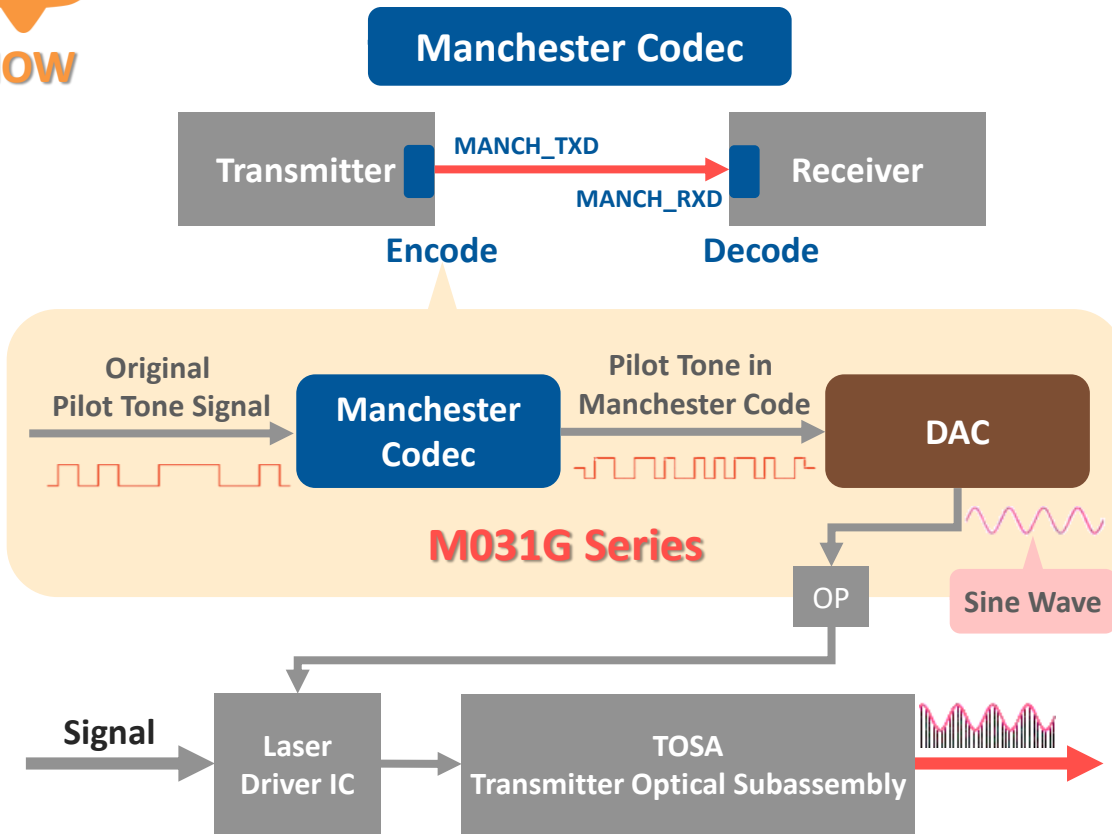 Manchester Codec
MANCH_TXD
Transmitter
Receiver
MANCH_RXD
Encode
Decode
Original
Pilot Tone Signal
Manchester
Codec
Pilot Tone in
Manchester Code
DAC
M031G Series
OP
Sine Wave
Signal
Laser
Driver IC
TOSA
Transmitter Optical Subassembly